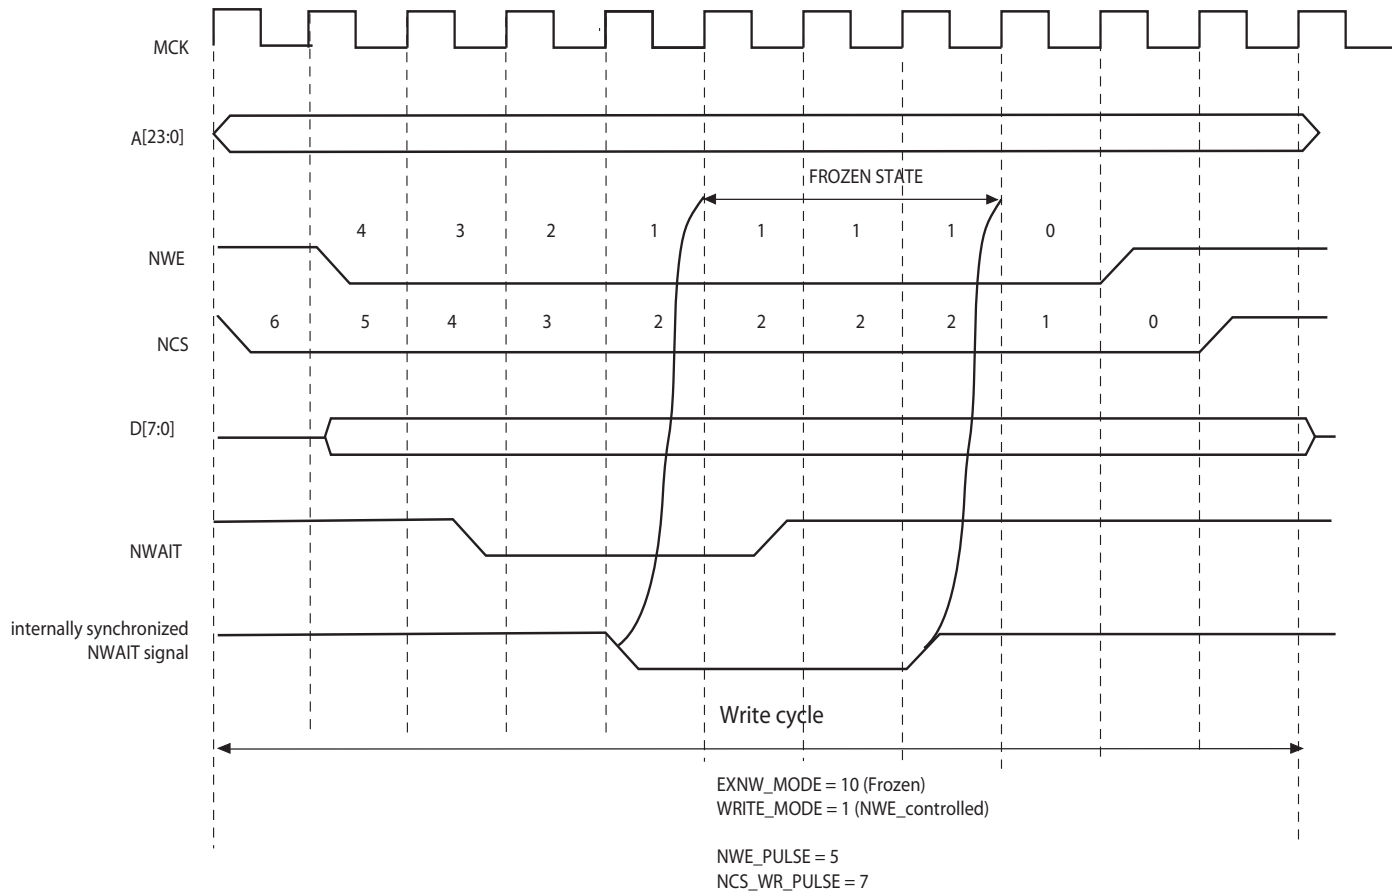 MCK
A[23:0]
FROZEN STATE
4 3 2 1 1 1 1 0
NWE
6 5 4 3 2 2 2 2 1 0
NCS
D[7:0]
NWAIT
internally synchronized
NWAIT signal
Write cycle
EXNW_MODE = 10 (Frozen)
WRITE_MODE = 1 (NWE_controlled)
NWE_PULSE = 5
NCS_WR_PULSE = 7